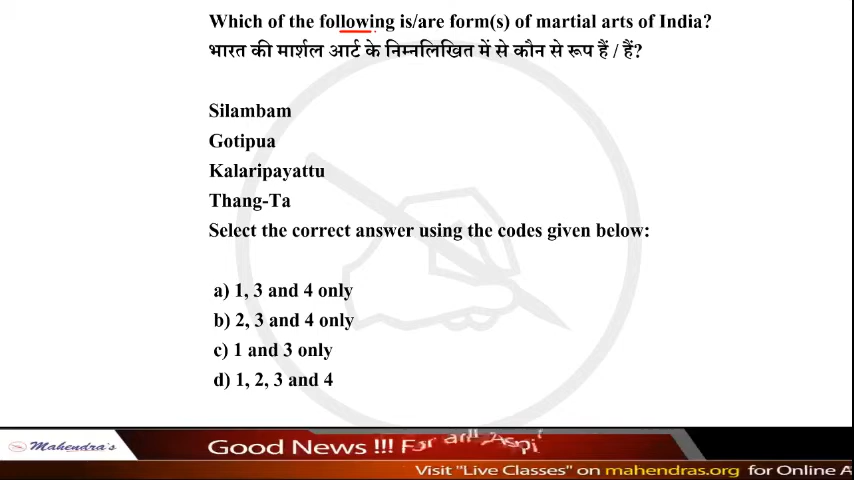 Which of the following is/are form(s) of martial arts of India?
भारत की मार्शल आर्ट के निम्नलिखित में से कौन से रूप हैं / हैं?
Silambam
Gotipua
Kalaripayattu
Thang-Ta
Select the correct answer using the codes given below:
a) 1, 3 and 4 only
b) 2, 3 and 4 only
c) 1 and 3 only
d) 1, 2, 3 and 4
Mahendra's
Good News !!! For all
Visit "Live Classes" on mahendras.org for Online A